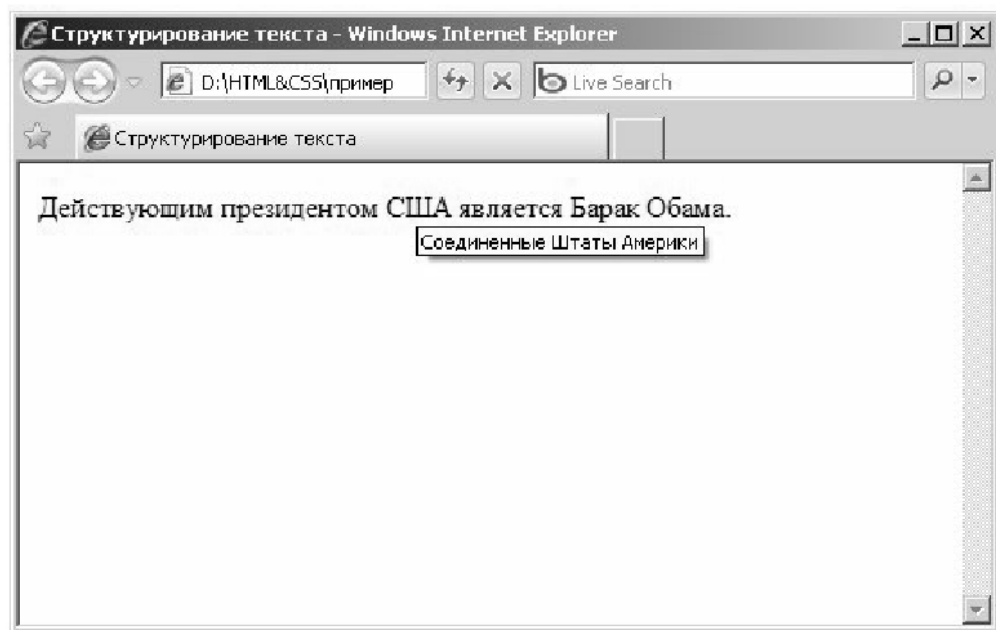 Структурирование текста - Windows Internet Explorer
D:\HTML&CSS\пример
Live Search
Структурирование текста
Действующим президентом США является Барак Обама.
Соединенные Штаты Америки